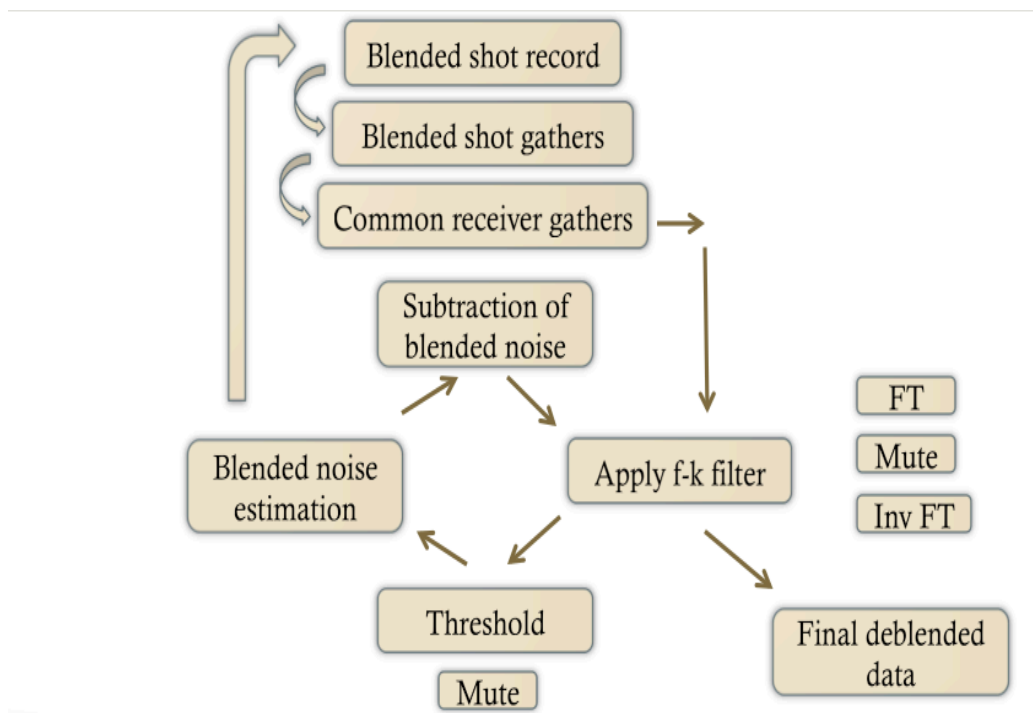 Blended shot record
Blended shot gathers
Common receiver gathers
Subtraction of
blended noise
FT
Mute
Inv FT
Blended noise
estimation
Apply f-k filter
Threshold
Mute
Final deblended
data